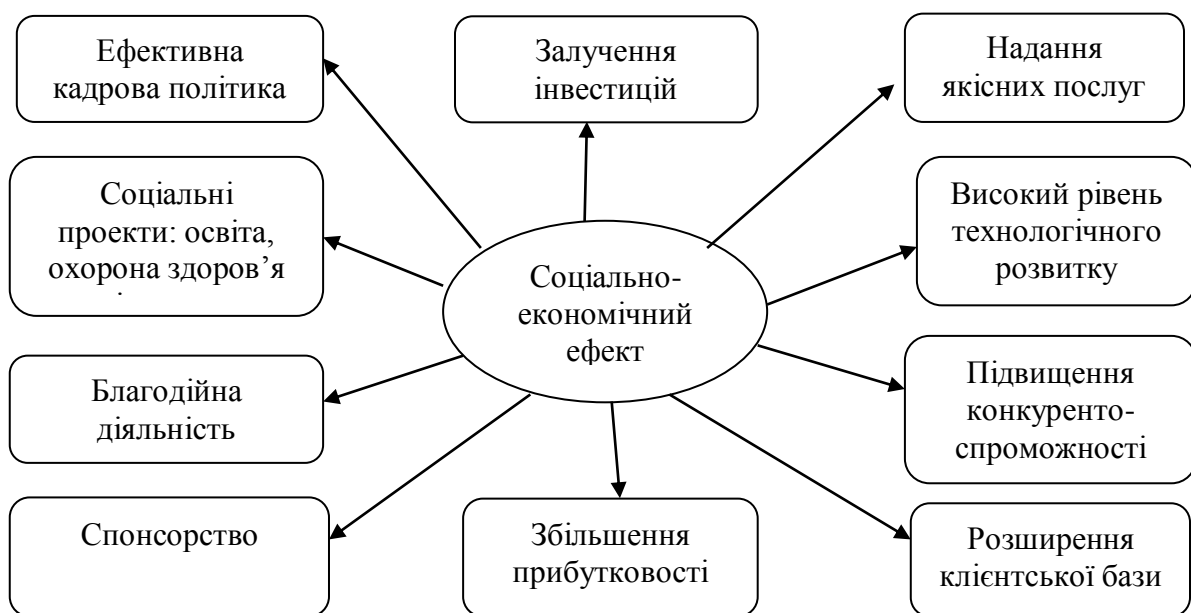 Ефективна
кадрова політика
Залучення
інвестицій
Надання
якісних послуг
Соціальні
проекти: освіта,
охорона здоров’я
Високий рівень
технологічного
розвитку
Соціально-
економічний
ефект
Благодійна
діяльність
Підвищення
конкуренто-
спроможності
Спонсорство
Збільшення
прибутковості
Розширення
клієнтської бази